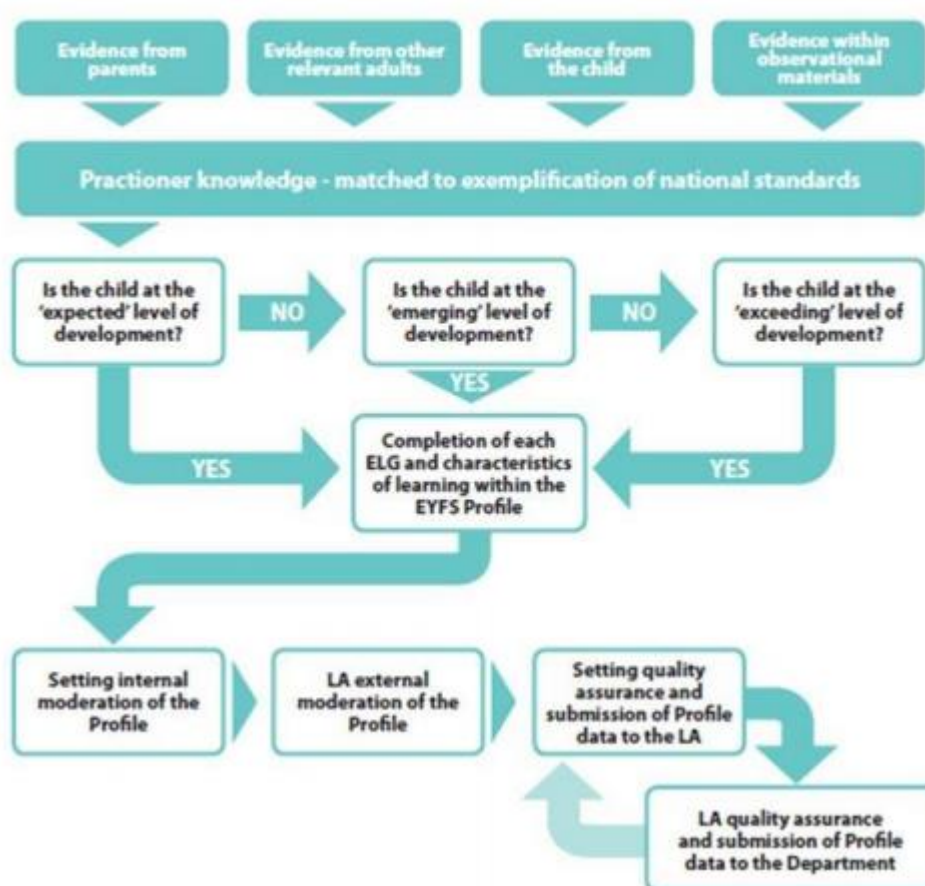 Evidence from
parents
Evidence from other
relevant adults
Evidence from
the child
Evidence within
observational
materials
Practioner knowledge - matched to exemplification of national standards
Is the child at the
'expected' level of
development?
NO
Is the child at the
'emerging' level of
development?
NO
Is the child at the
'exceeding' level of
development?
YES
YES
YES
Completion of each
ELG and characteristics
of learning within the
EYFS Profile
Setting internal
moderation of the
Profile
LA external
moderation of the
Profile
Setting quality
assurance and
submission of Profile
data to the LA
LA quality assurance
and submission of Profile
data to the Department